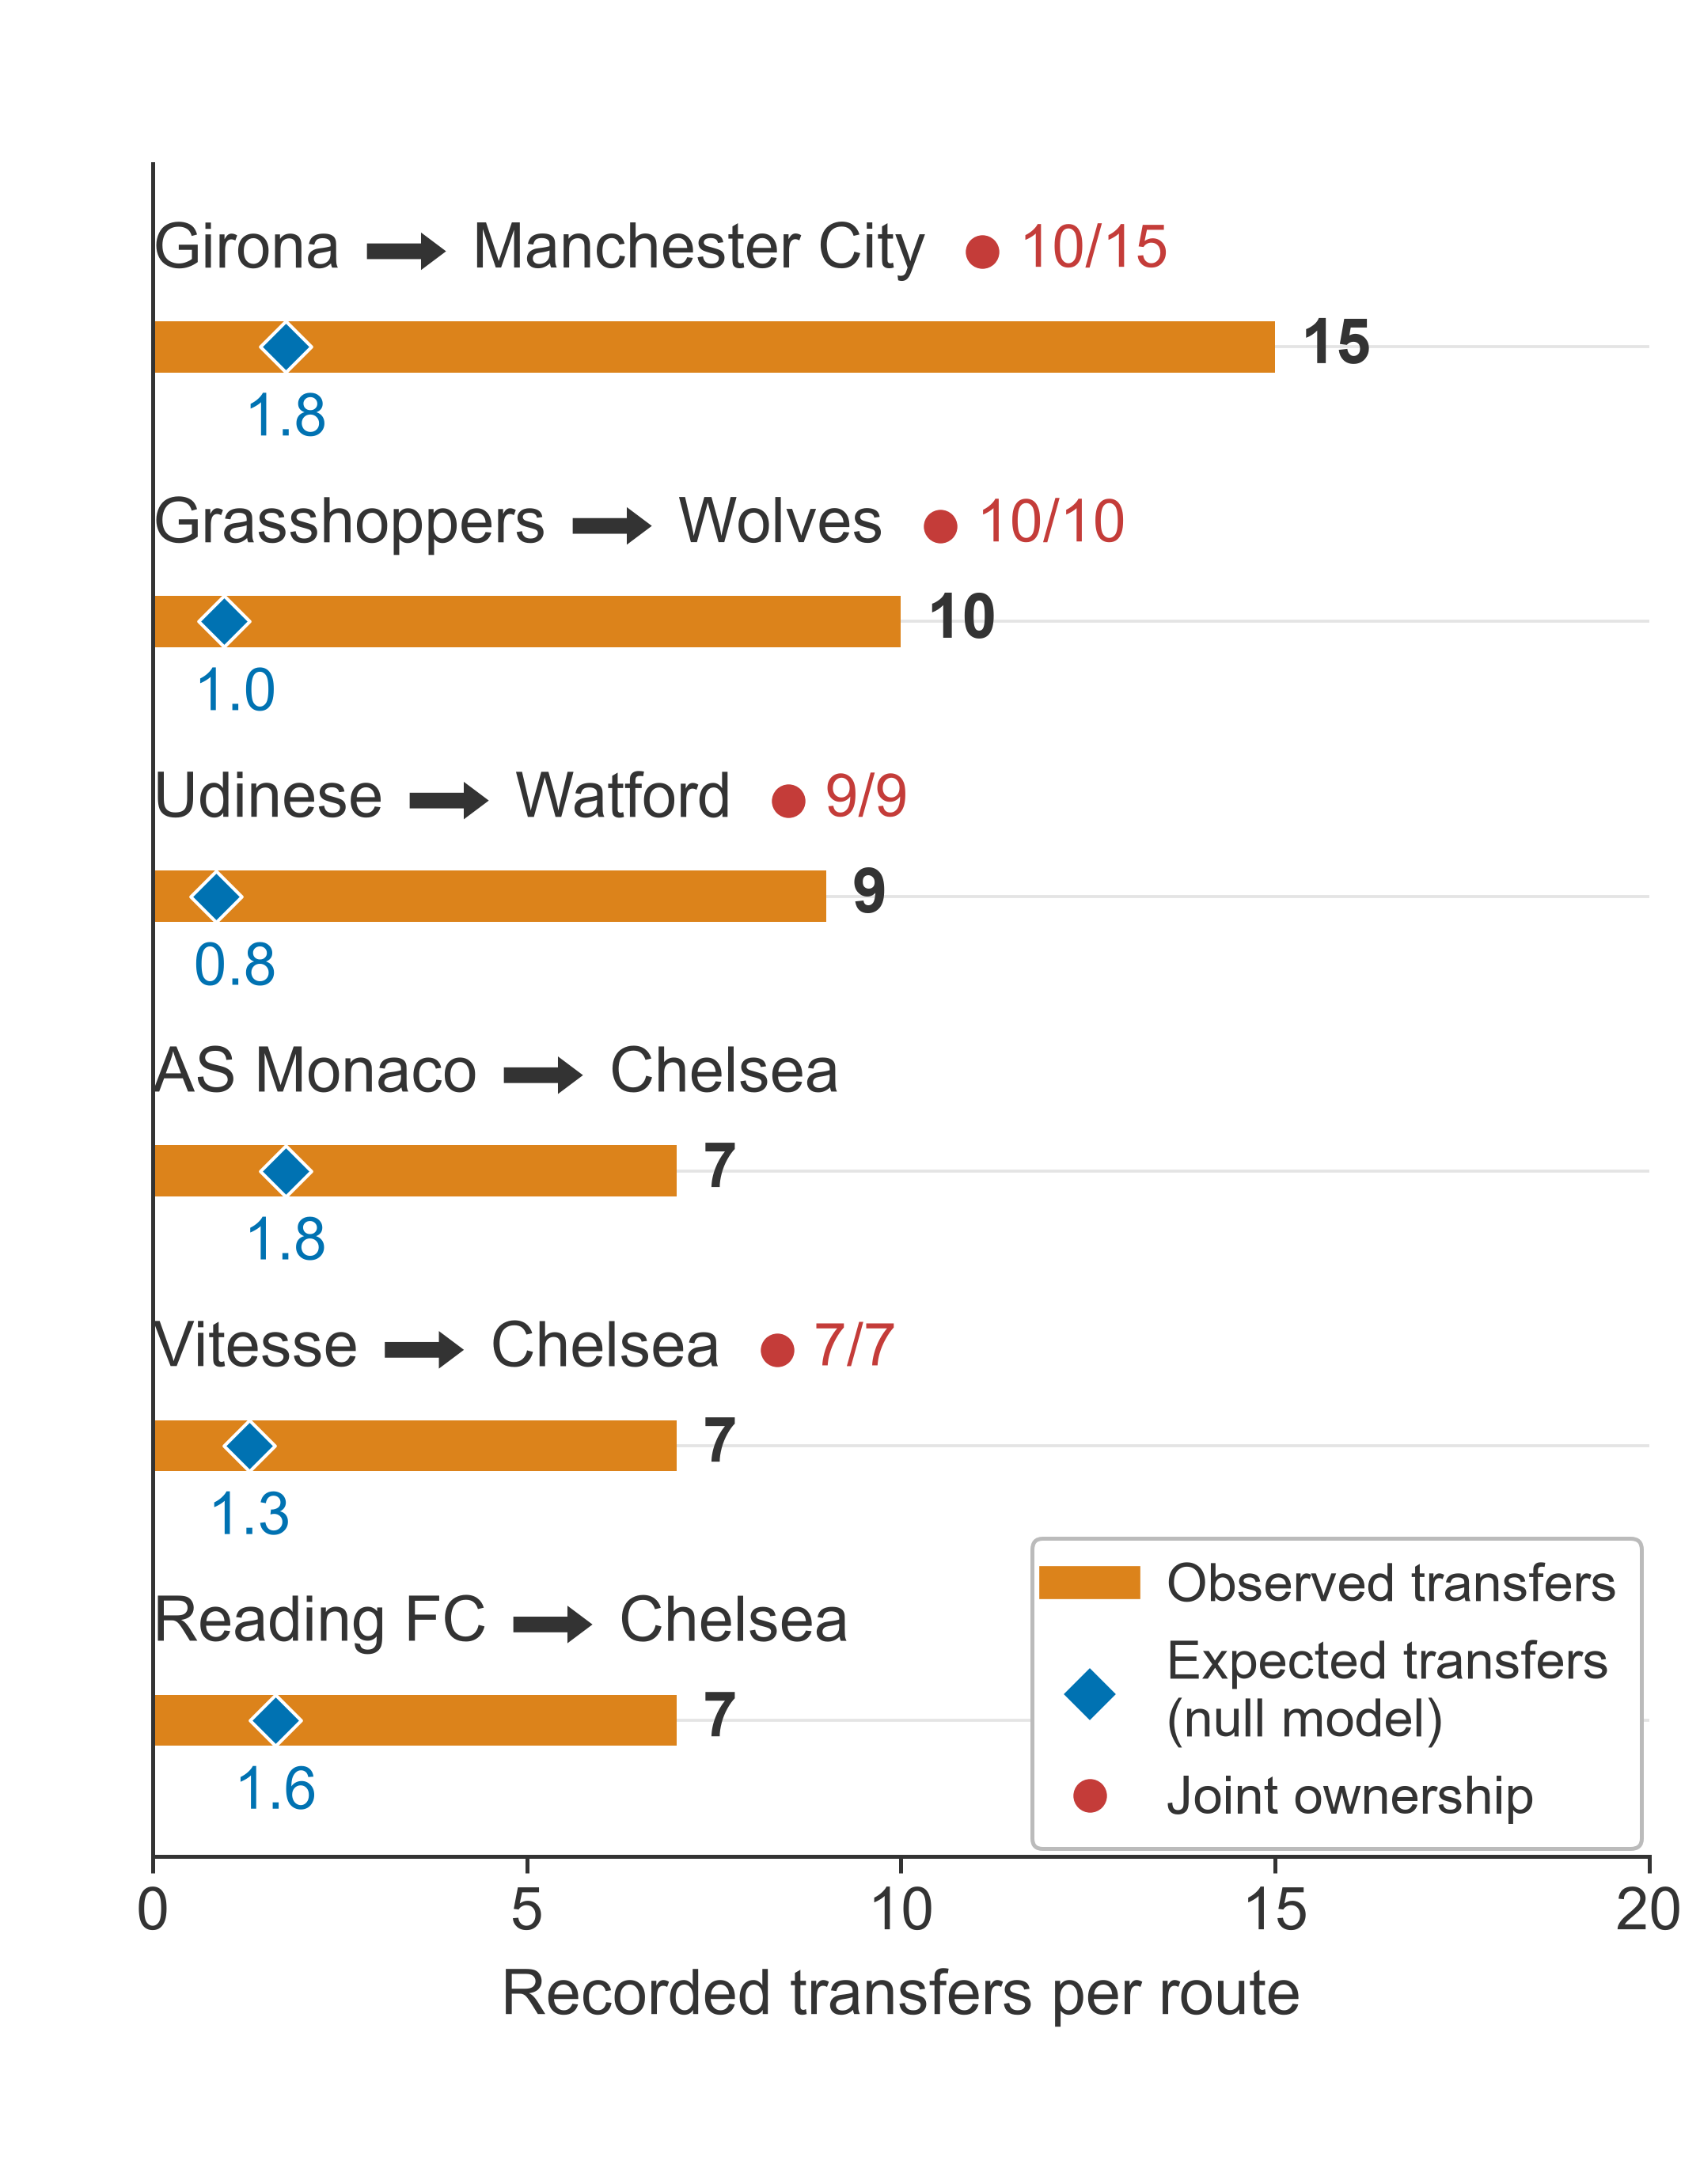 Girona → Manchester City ● 10/15
15
1.8
Grasshoppers → Wolves ● 10/10
10
1.0
Udinese → Watford ● 9/9
9
0.8
AS Monaco → Chelsea
7
1.8
Vitesse → Chelsea ● 7/7
7
1.3
Reading FC → Chelsea
7
1.6
Observed transfers
Expected transfers
(null model)
Joint ownership
0 5 10 15 20
Recorded transfers per route